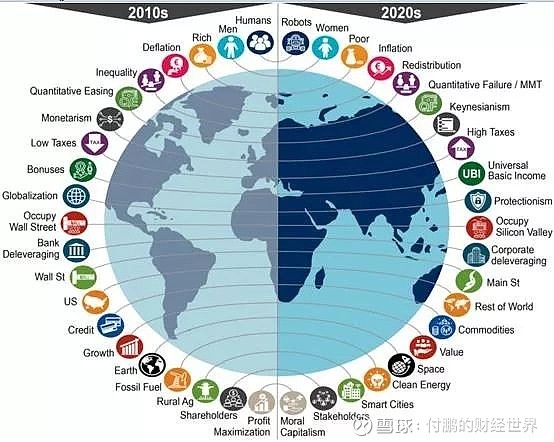 2010s
2020s
Humans
Robots
Men
Women
Rich
Poor
Deflation
Inflation
Inequality
Redistribution
Quantitative Easing
Quantitative Failure / MMT
Monetarism
$
Keynesianism
Low Taxes
TAX
High Taxes
TAX
Bonuses
UBI
Universal
Basic Income
Globalization
Protectionism
Occupy
Wall Street
Occupy
Silicon Valley
Bank
Deleveraging
Corporate
deleveraging
Wall St
Main St
US
Rest of World
Credit
Commodities
Growth
Value
Earth
Space
Fossil Fuel
Clean Energy
Rural Ag
Smart Cities
Shareholders
Stakeholders
Profit
Maximization
Moral
Capitalism
雪球:付鹏的财经世界